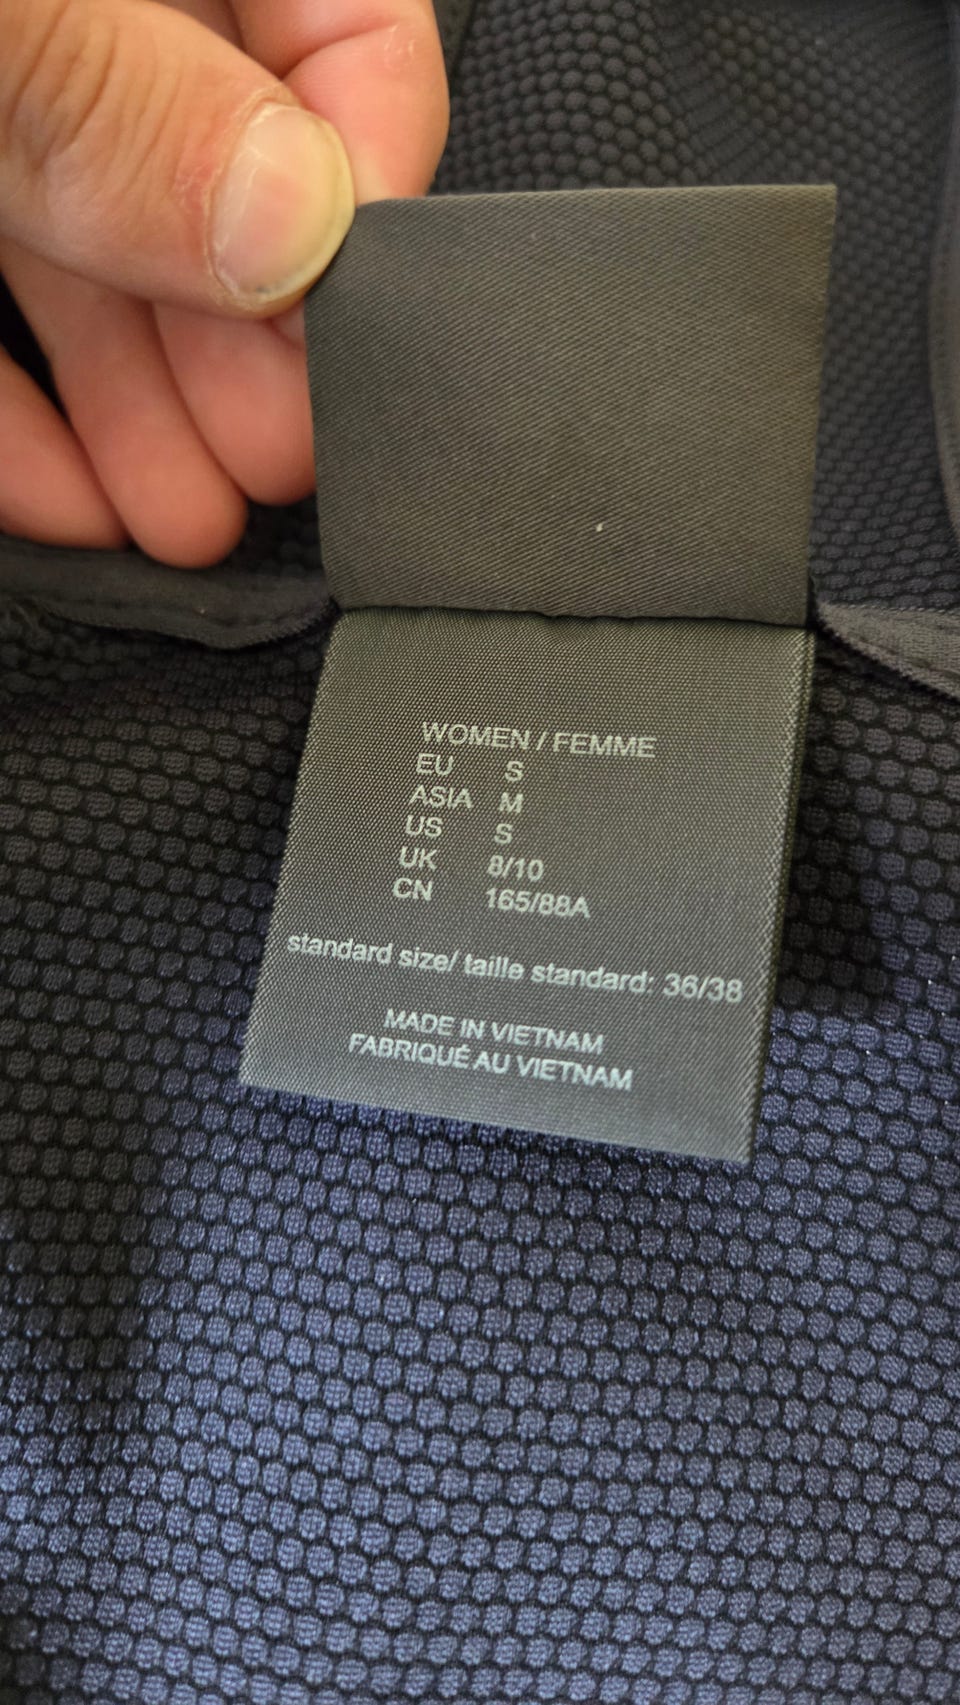 WOMEN / FEMME
EU S
ASIA M
US S
UK 8/10
CN 165/88A
standard size/ taille standard: 36/38
MADE IN VIETNAM
FABRIQUÉ AU VIETNAM